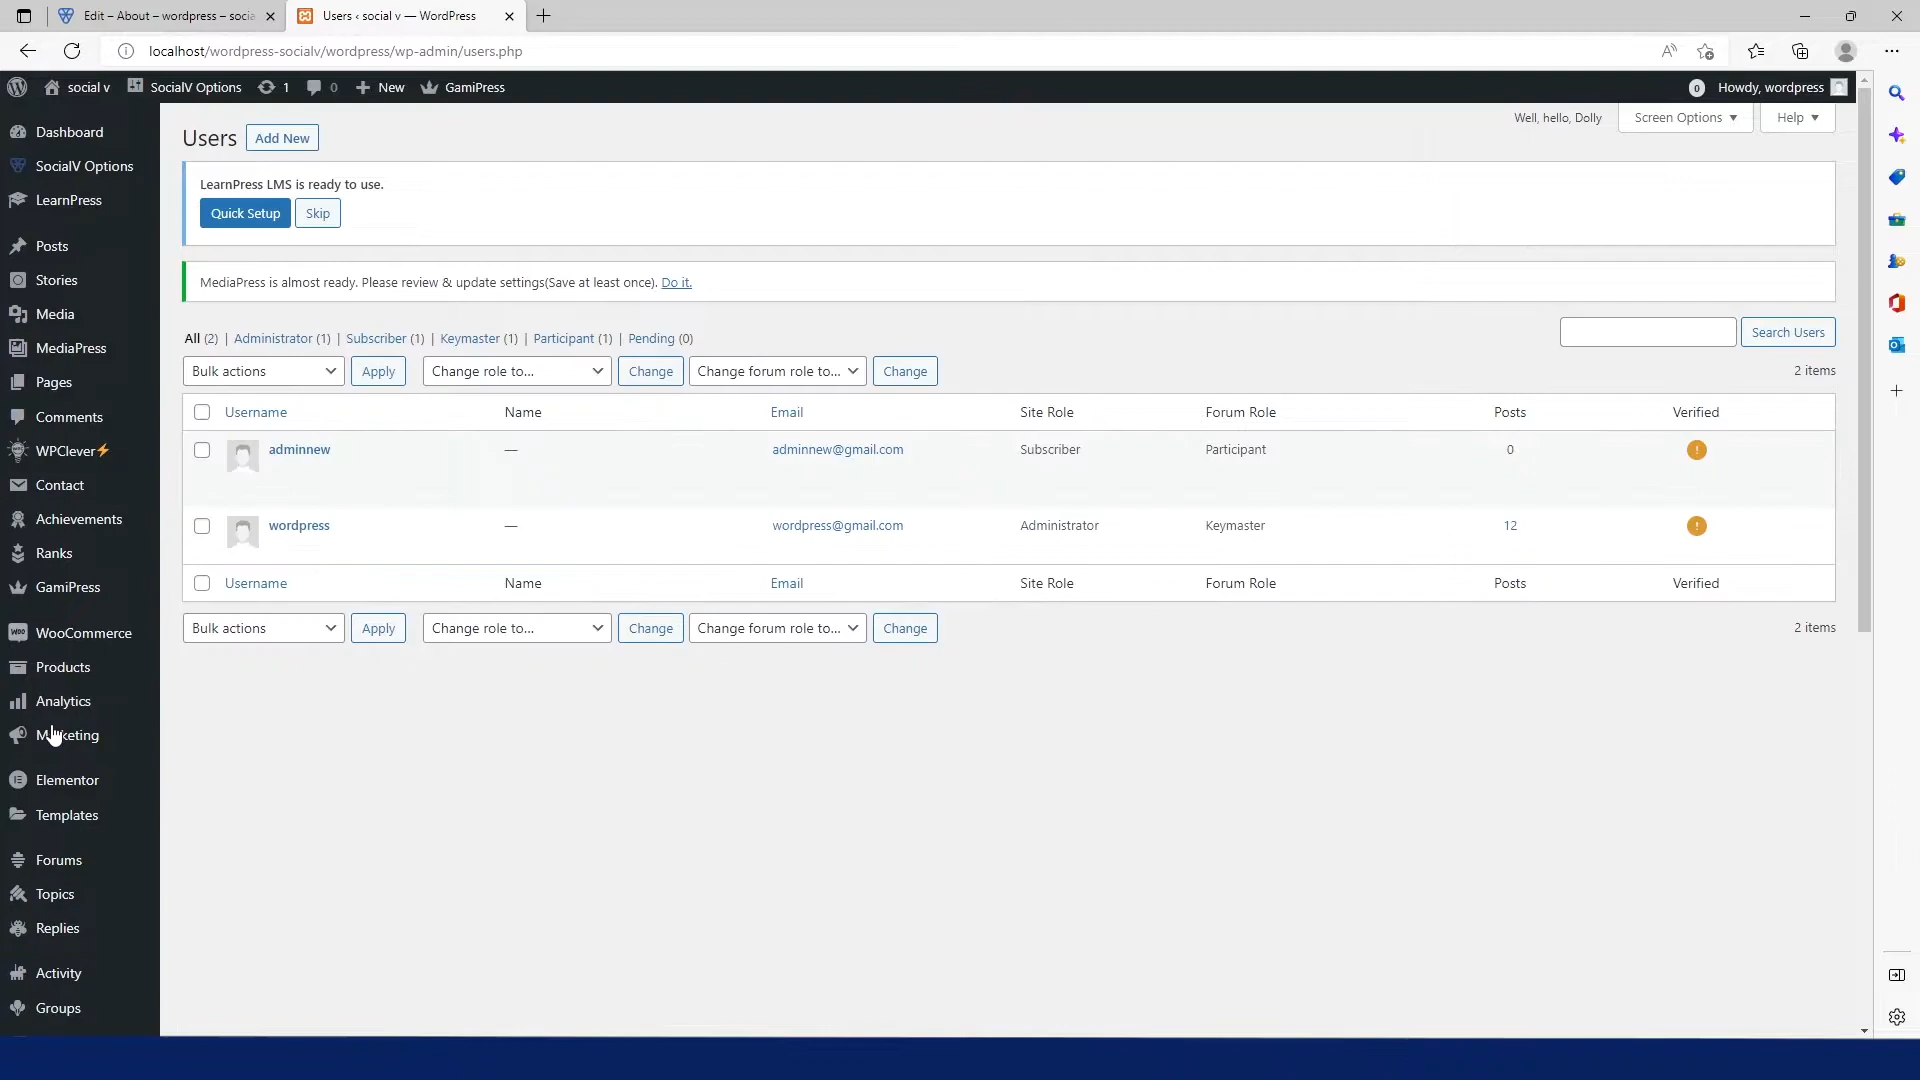 Edit – About – wordpress – socia
Users ‹ social v — WordPress
localhost/wordpress-socialv/wordpress/wp-admin/users.php
social v
SocialV Options
1
0
New
GamiPress
0
Howdy, wordpress
Dashboard
SocialV Options
LearnPress
Posts
Stories
Media
MediaPress
Pages
Comments
WPClever⚡
Contact
Achievements
Ranks
GamiPress
WooCommerce
Products
Analytics
Marketing
Elementor
Templates
Forums
Topics
Replies
Activity
Groups
Well, hello, Dolly
Screen Options ▼
Help ▼
Users
Add New
LearnPress LMS is ready to use.
Quick Setup
Skip
MediaPress is almost ready. Please review & update settings(Save at least once). Do it.
All (2) | Administrator (1) | Subscriber (1) | Keymaster (1) | Participant (1) | Pending (0)
Search Users
Bulk actions
Apply
Change role to...
Change
Change forum role to...
Change
2 items
Username Name Email Site Role Forum Role Posts Verified
adminnew — adminnew@gmail.com Subscriber Participant 0 !
wordpress — wordpress@gmail.com Administrator Keymaster 12 !
Username Name Email Site Role Forum Role Posts Verified
Bulk actions
Apply
Change role to...
Change
Change forum role to...
Change
2 items